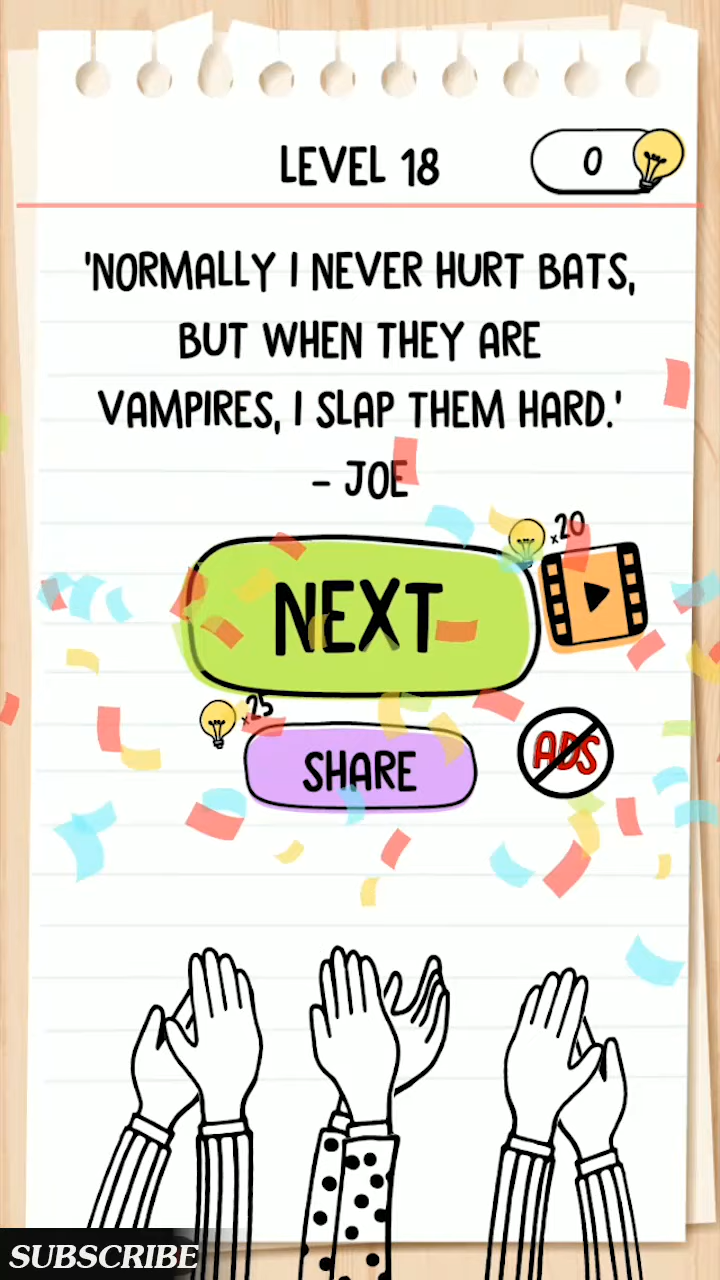 LEVEL 18
0
'NORMALLY I NEVER HURT BATS,
BUT WHEN THEY ARE
VAMPIRES, I SLAP THEM HARD.'
- JOE
x20
NEXT
x25
SHARE
ADS
SUBSCRIBE